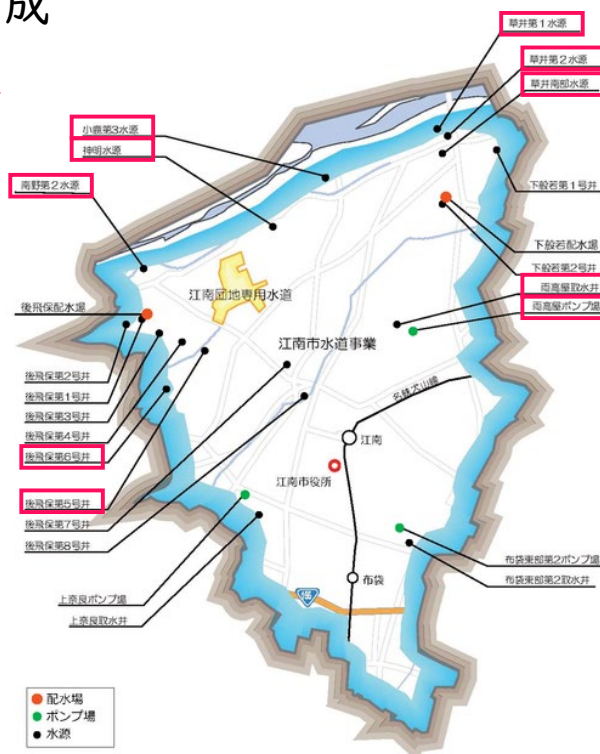 成
草井第1水源
草井第2水源
草井南部水源
小鹿第3水源
神明水源
南野第2水源
下般若第1号井
下般若配水場
下般若第2号井
両高屋取水井
両高屋ポンプ場
江南団地専用水道
後飛保配水場
江南市水道事業
後飛保第2号井
後飛保第1号井
後飛保第3号井
後飛保第4号井
後飛保第6号井
後飛保第5号井
後飛保第7号井
後飛保第8号井
名鉄犬山線
江南
江南市役所
布袋東部第2ポンプ場
布袋東部第2取水井
布袋
155
上奈良ポンプ場
上奈良取水井
配水場
ポンプ場
水源